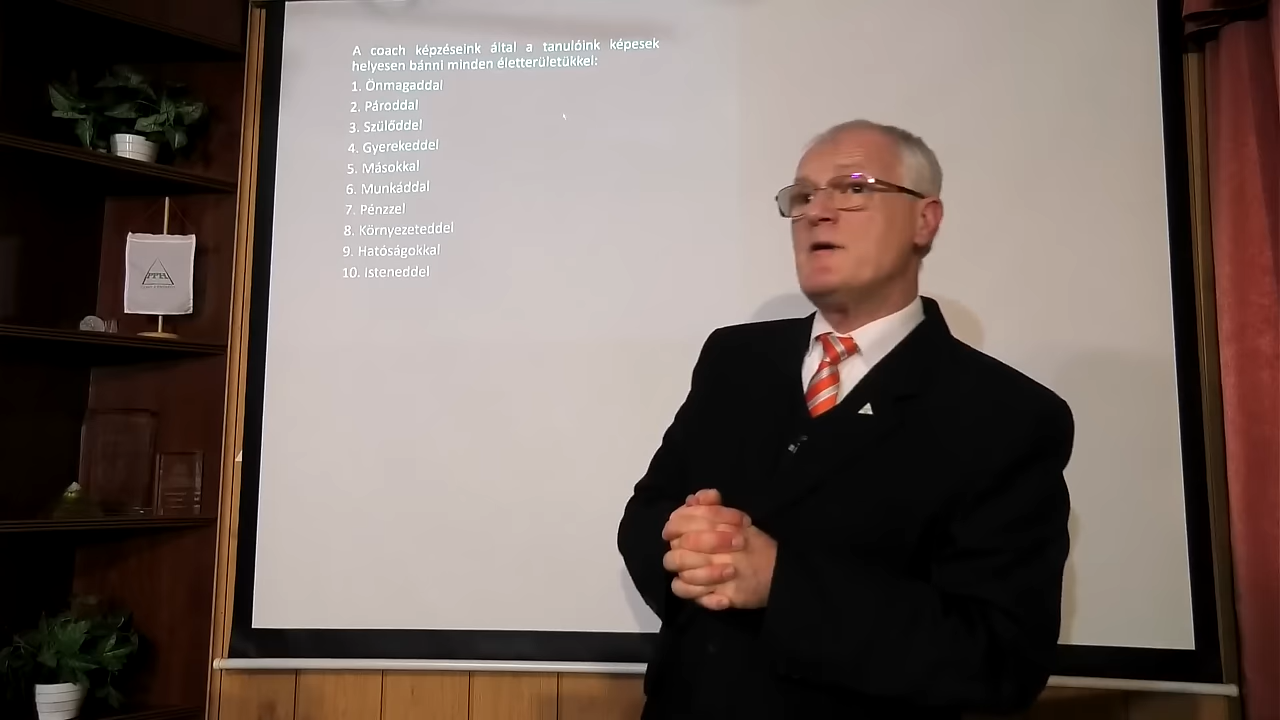 A coach képzéseink által a tanulóink képesek
helyesen bánni minden életterületükkel:
1. Önmagaddal
2. Pároddal
3. Szülőddel
4. Gyerekeddel
5. Másokkal
6. Munkáddal
7. Pénzzel
8. Környezeteddel
9. Hatóságokkal
10. Isteneddel